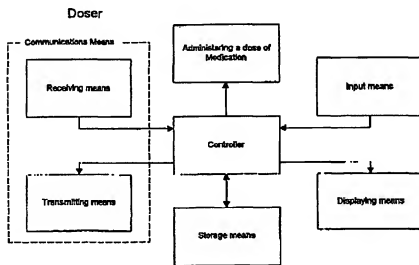 Doser
Communications Means
Administering a dose of
Medication
Receiving means
Input means
Controller
Transmitting means
Displaying means
Storage means